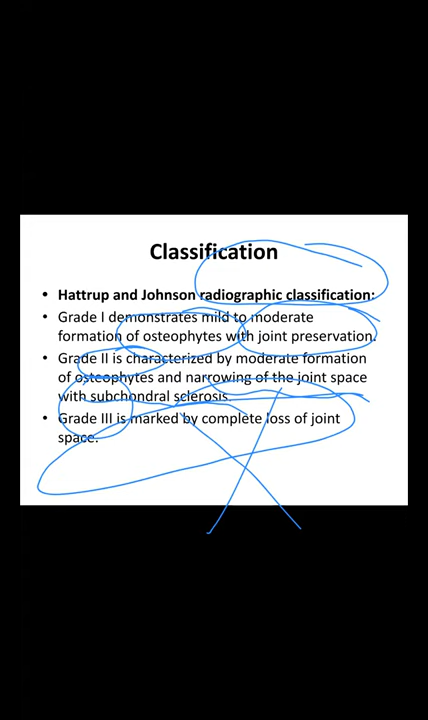 Classification
• Hattrup and Johnson radiographic classification:
• Grade I demonstrates mild to moderate
formation of osteophytes with joint preservation.
• Grade II is characterized by moderate formation
of osteophytes and narrowing of the joint space
with subchondral sclerosis.
• Grade III is marked by complete loss of joint
space.